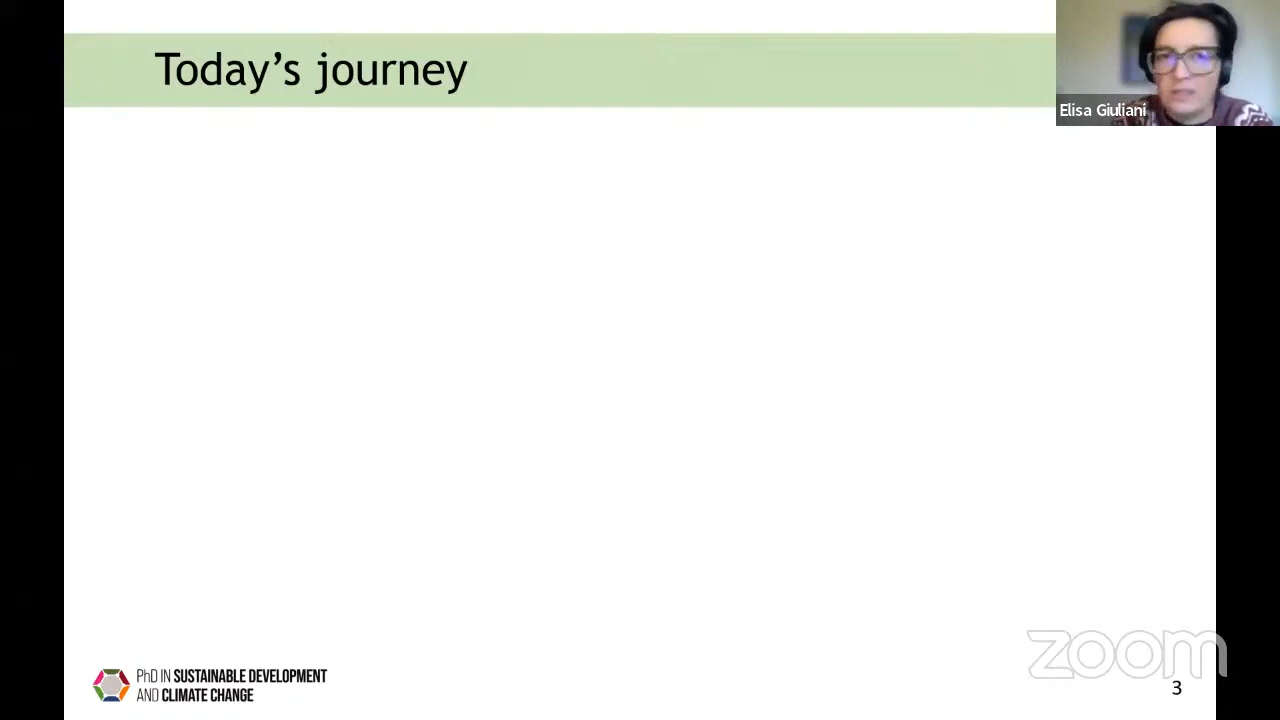 Today's journey
Elisa Giuliani
PhD IN SUSTAINABLE DEVELOPMENT
AND CLIMATE CHANGE
zoom
3